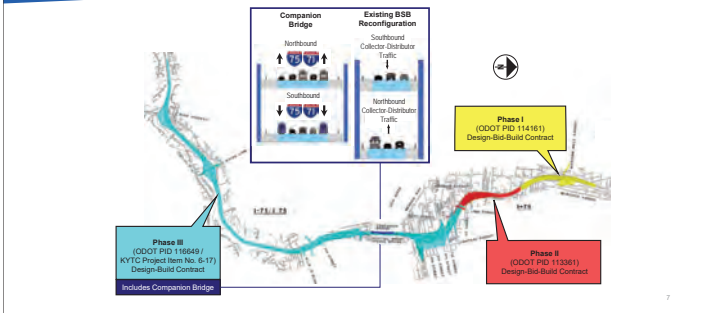 Companion
Bridge
Northbound
75 71
Southbound
75 71
Existing BSB
Reconfiguration
Southbound
Collector-Distributor
Traffic
Northbound
Collector-Distributor
Traffic
Phase I
(ODOT PID 114161)
Design-Bid-Build Contract
Phase II
(ODOT PID 113361)
Design-Bid-Build Contract
Phase III
(ODOT PID 116649 /
KYTC Project Item No. 6-17)
Design-Build Contract
Includes Companion Bridge
I-71/I-75
I-75
7